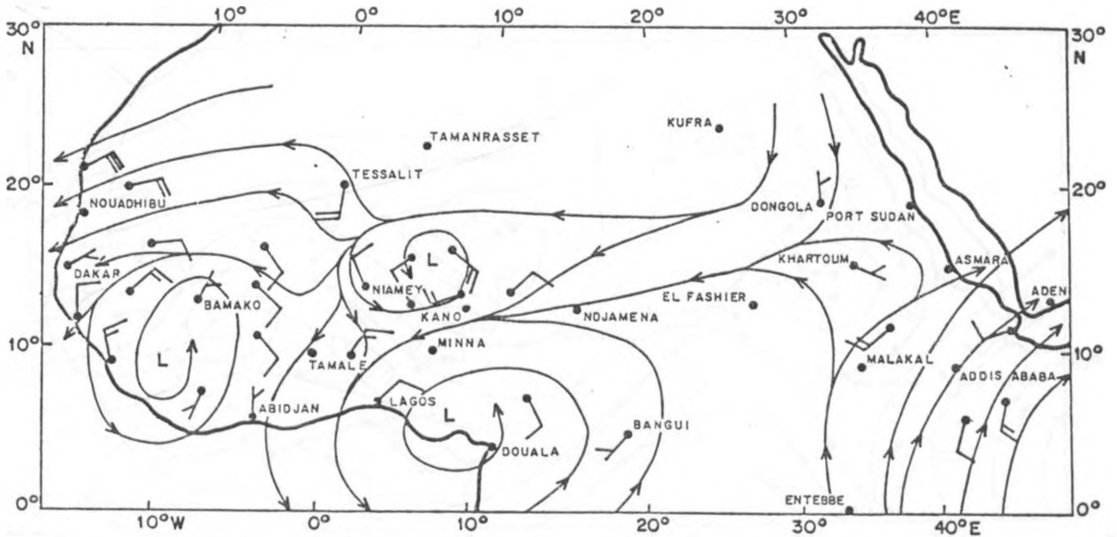 10° 0° 10° 20° 30° 40°E
30° 30°
N N
KUFRA
TAMANRASSET
TESSALIT
20° 20°
NOUADHIBU
DONGOLA
PORT SUDAN
DAKAR
L
KHARTOUM
ASMARA
NIAMEY
BAMAKO
ADEN
EL FASHIER
KANO
NDJAMENA
MINNA
10° 10°
L
TAMALE
MALAKAL
ADDIS ABABA
LAGOS
ABIDJAN
L
BANGUI
DOUALA
ENTEBBE
0° 0°
10°W 0° 10° 20° 30° 40°E